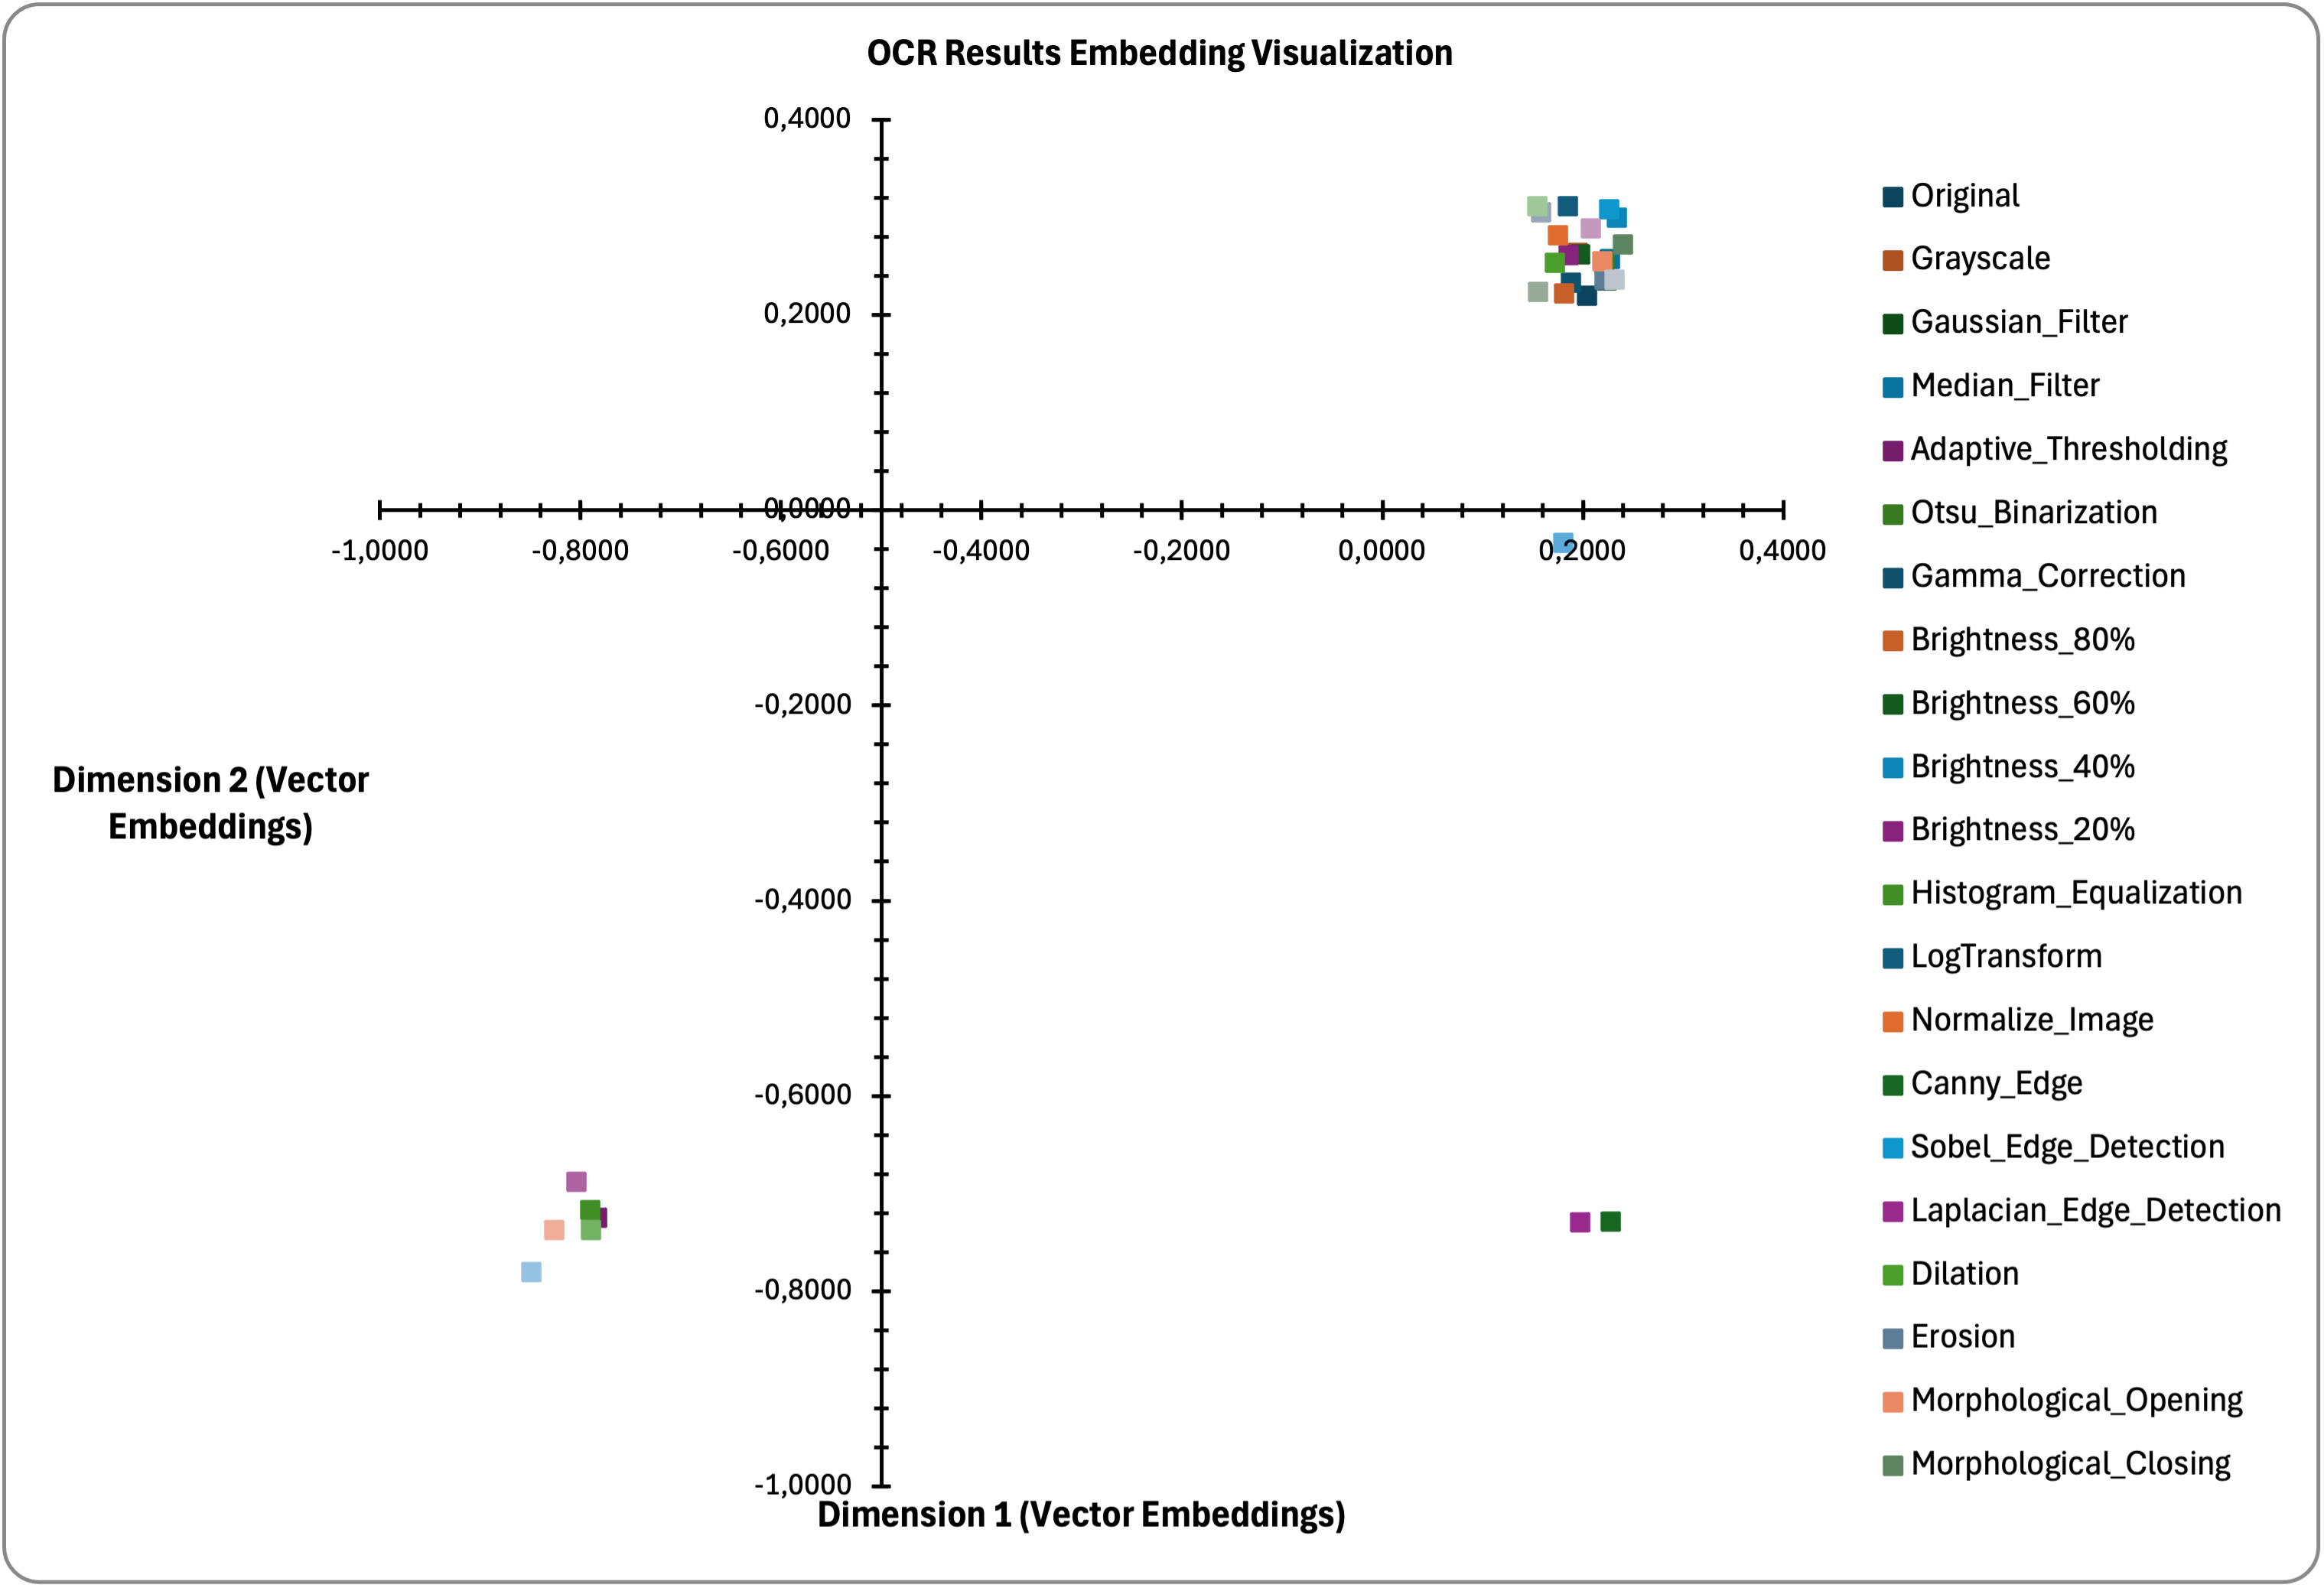 OCR Results Embedding Visualization
0,4000
0,2000
0,0000
-1,0000 -0,8000 -0,6000 -0,4000 -0,2000 0,0000 0,2000 0,4000
-0,2000
-0,4000
-0,6000
-0,8000
-1,0000
Dimension 2 (Vector
Embeddings)
Dimension 1 (Vector Embeddings)
Original
Grayscale
Gaussian_Filter
Median_Filter
Adaptive_Thresholding
Otsu_Binarization
Gamma_Correction
Brightness_80%
Brightness_60%
Brightness_40%
Brightness_20%
Histogram_Equalization
LogTransform
Normalize_Image
Canny_Edge
Sobel_Edge_Detection
Laplacian_Edge_Detection
Dilation
Erosion
Morphological_Opening
Morphological_Closing